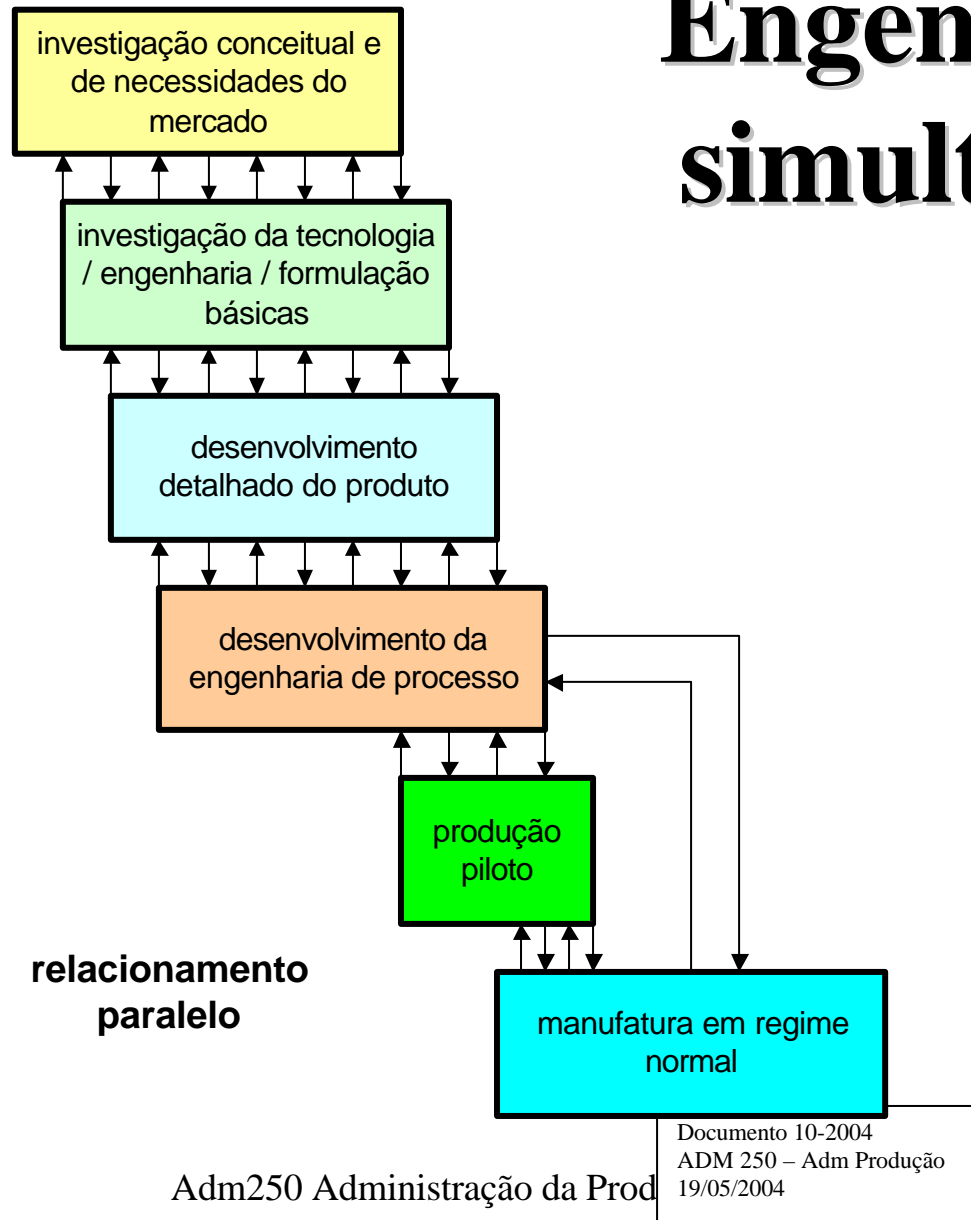 Engen
simult
investigação conceitual e
de necessidades do
mercado
investigação da tecnologia
/ engenharia / formulação
básicas
desenvolvimento
detalhado do produto
desenvolvimento da
engenharia de processo
produção
piloto
relacionamento
paralelo
manufatura em regime
normal
Adm250 Administração da Prod
Documento 10-2004
ADM 250 – Adm Produção
19/05/2004